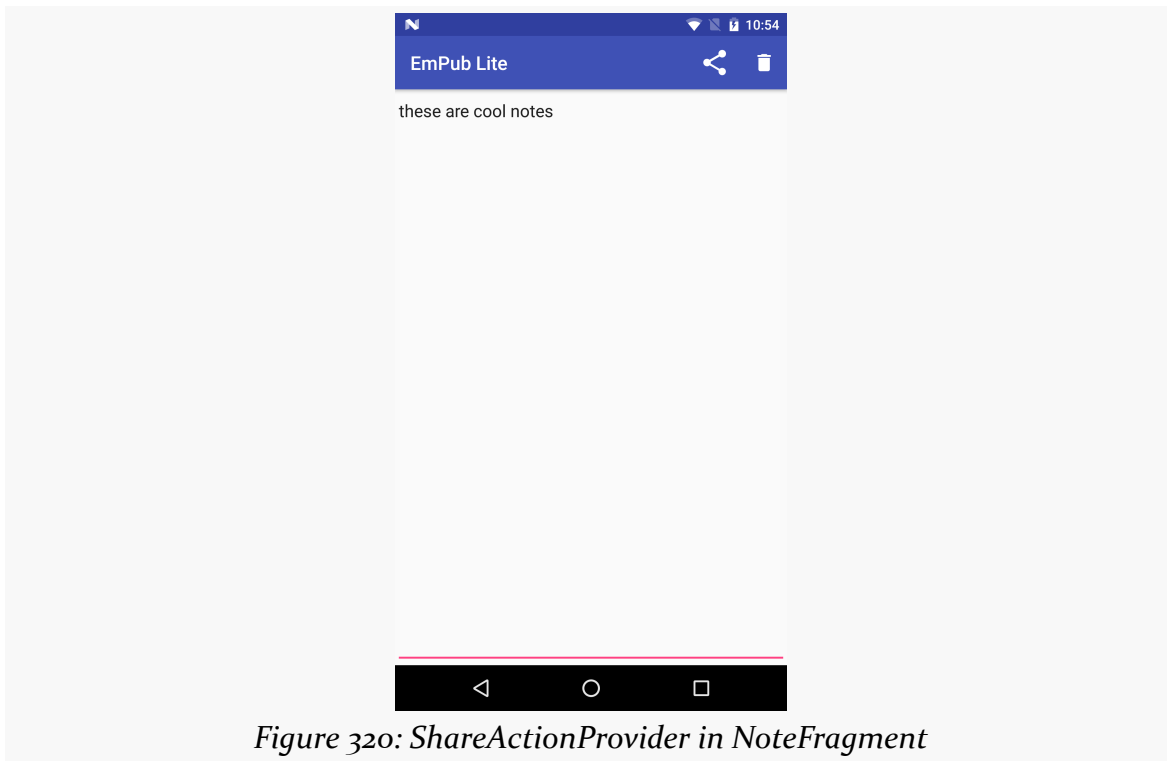 10:54
EmPub Lite
these are cool notes
Figure 320: ShareActionProvider in NoteFragment